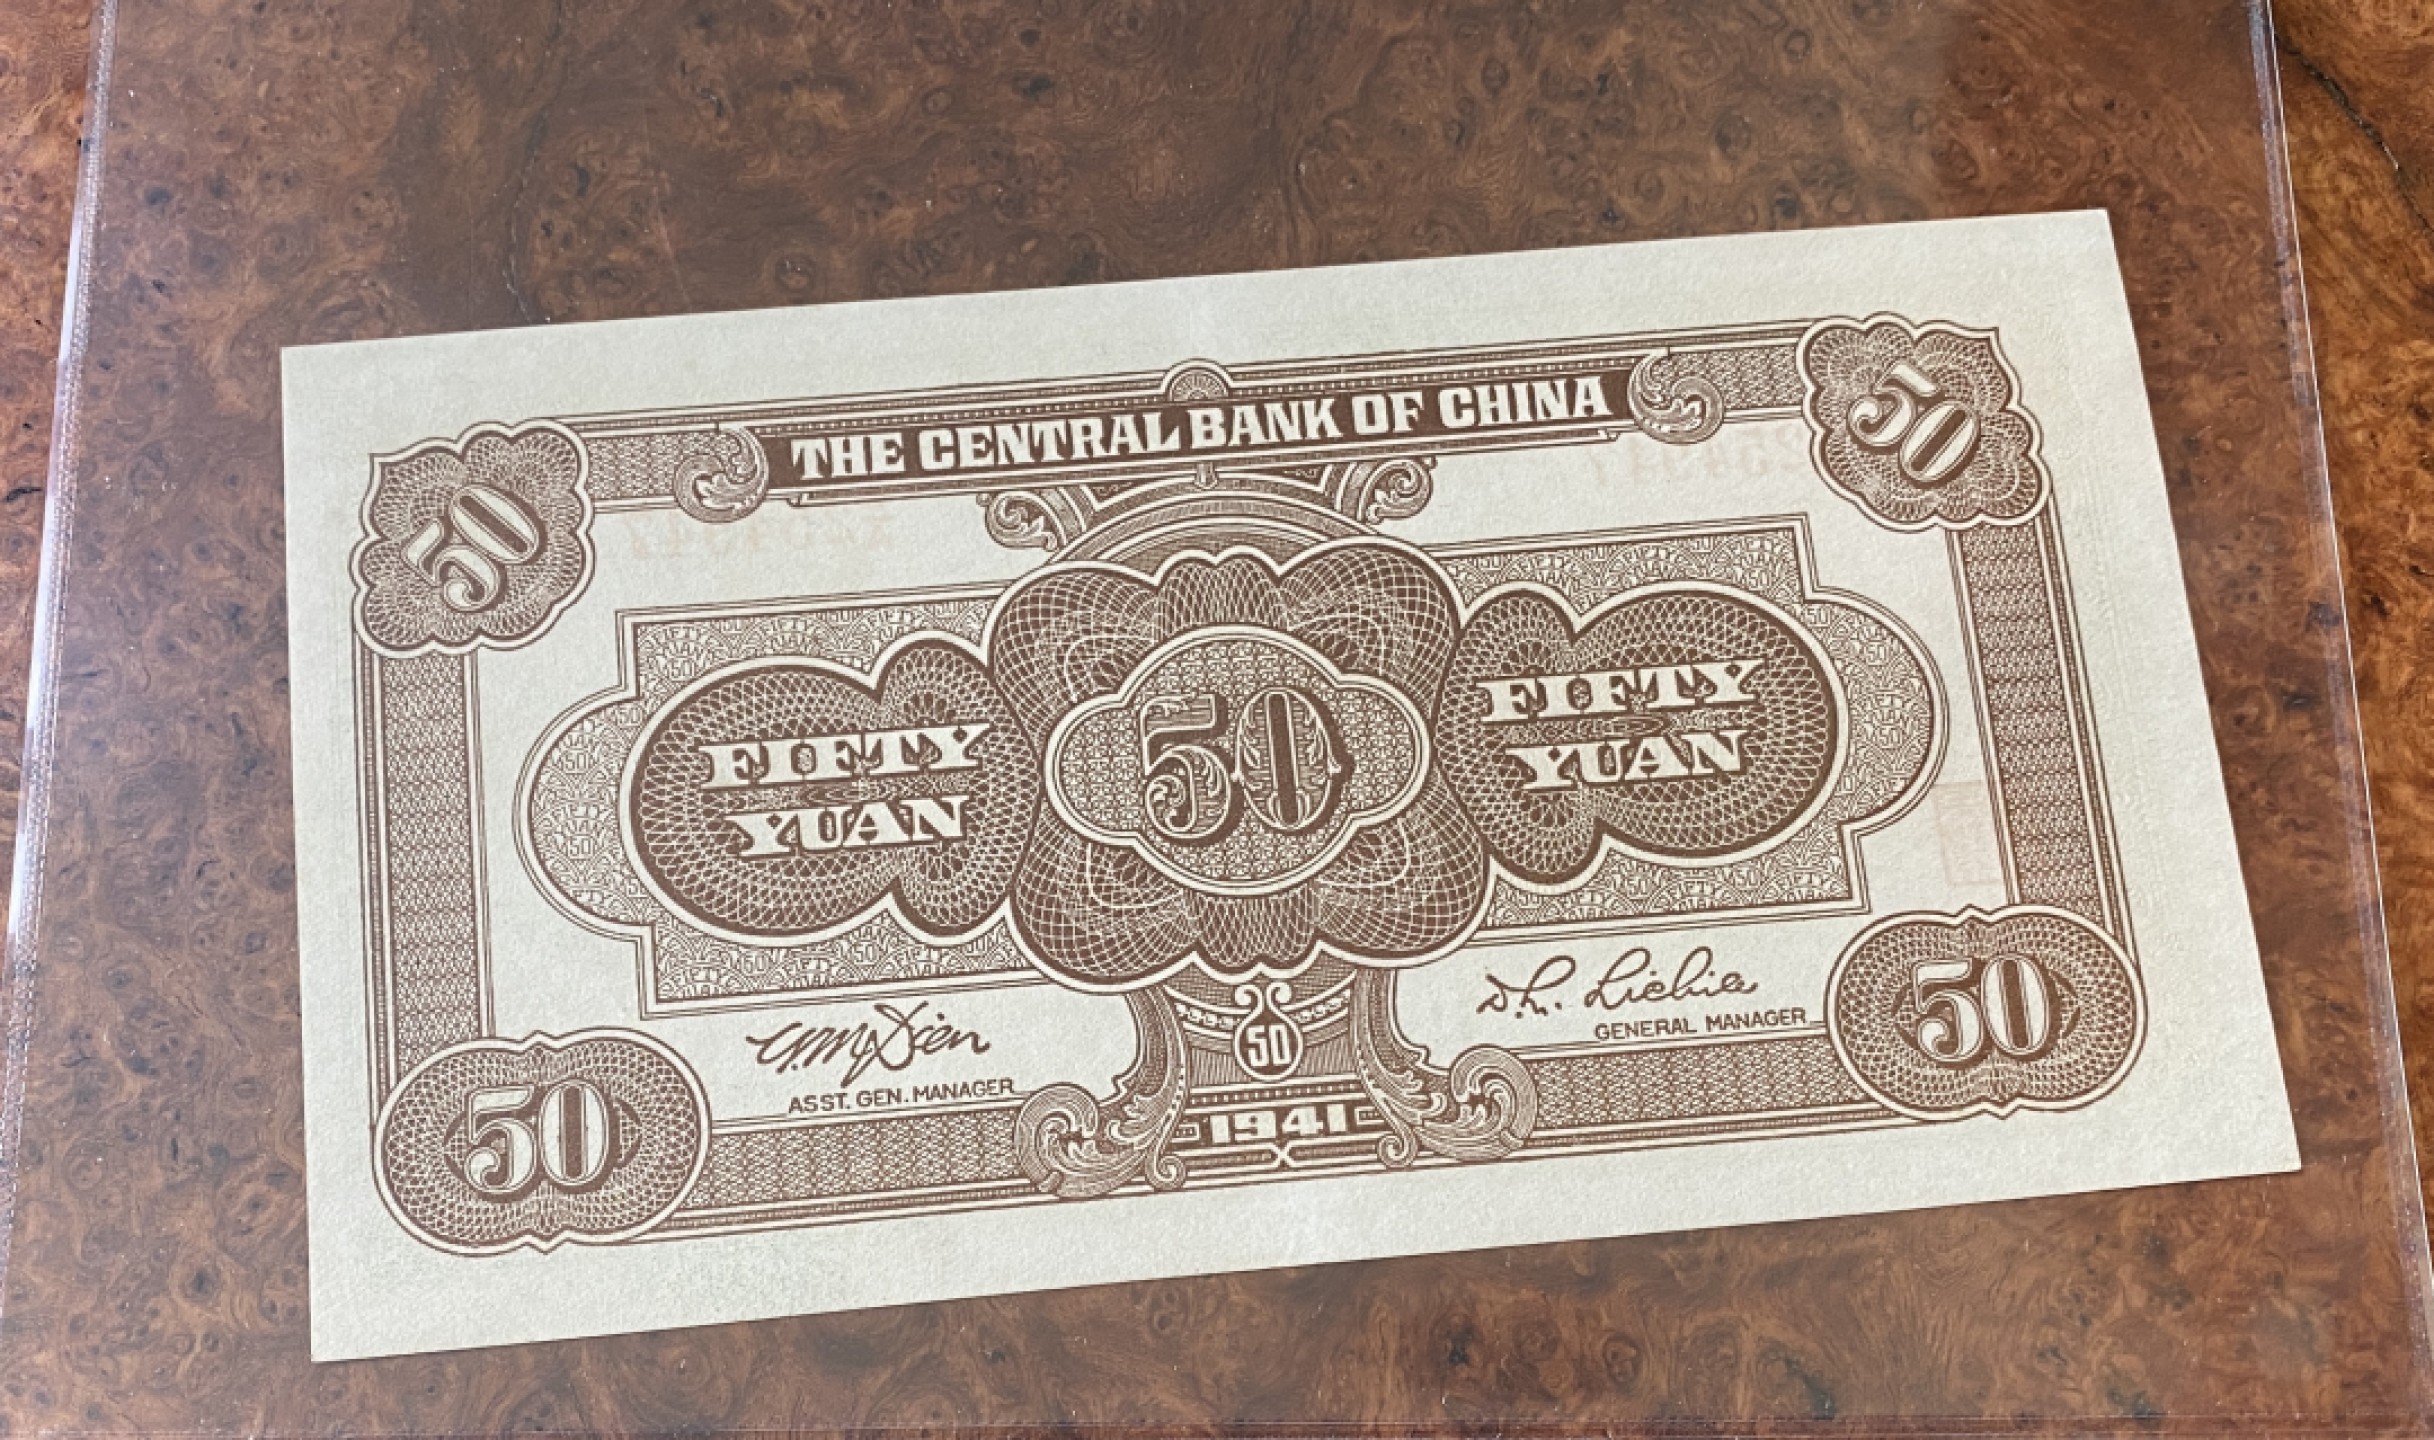 THE CENTRAL BANK OF CHINA
50
50
FIFTY
YUAN
50
FIFTY
YUAN
ASST. GEN. MANAGER
50
GENERAL MANAGER
50
50
1941